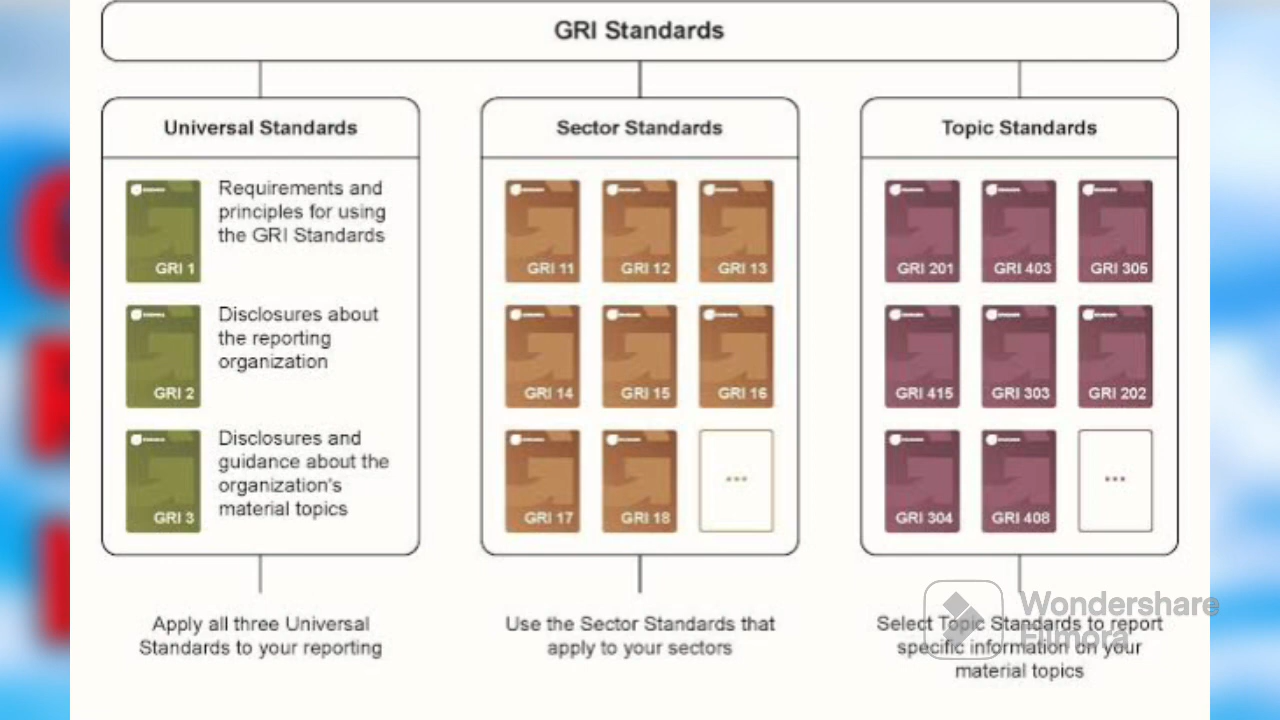 GRI Standards
Universal Standards
GRI 1
Requirements and
principles for using
the GRI Standards
GRI 2
Disclosures about
the reporting
organization
GRI 3
Disclosures and
guidance about the
organization's
material topics
Apply all three Universal
Standards to your reporting
Sector Standards
GRI 11
GRI 12
GRI 13
GRI 14
GRI 15
GRI 16
GRI 17
GRI 18
...
Use the Sector Standards that
apply to your sectors
Topic Standards
GRI 201
GRI 403
GRI 305
GRI 415
GRI 303
GRI 202
GRI 304
GRI 408
...
Select Topic Standards to report
specific information on your
material topics
Wondershare
Filmora